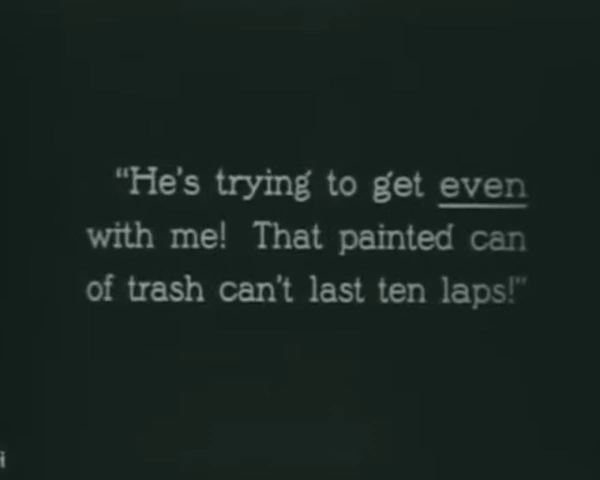 “He's trying to get even
with me! That painted can
of trash can't last ten laps!”
i